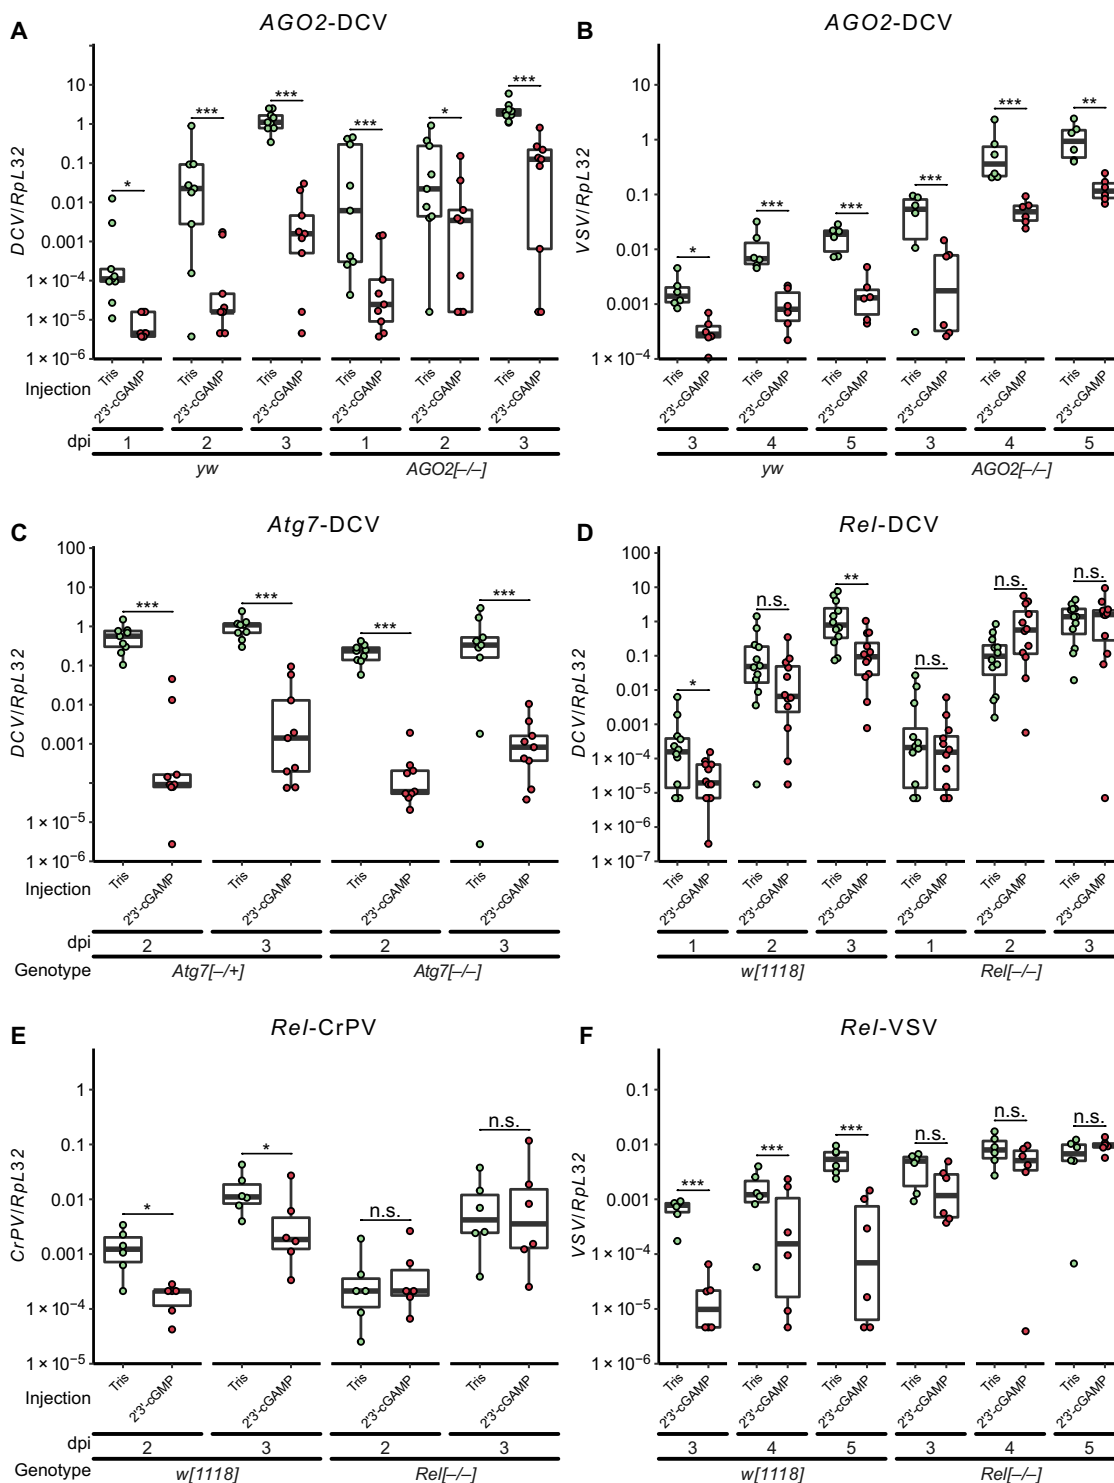 A
AGO2-DCV
DCV/RpL32
10
1
0.1
0.01
0.001
1 × 10−4
1 × 10−5
1 × 10−6
* *** *** *** * ***
Tris 2'3'-cGAMP Tris 2'3'-cGAMP Tris 2'3'-cGAMP Tris 2'3'-cGAMP Tris 2'3'-cGAMP Tris 2'3'-cGAMP
Injection
dpi 1 2 3 1 2 3
yw AGO2[–/–]
B
AGO2-DCV
VSV/RpL32
10
1
0.1
0.01
0.001
1 × 10−4
* *** *** *** *** **
Tris 2'3'-cGAMP Tris 2'3'-cGAMP Tris 2'3'-cGAMP Tris 2'3'-cGAMP Tris 2'3'-cGAMP Tris 2'3'-cGAMP
3 4 5 3 4 5
yw AGO2[–/–]
C
Atg7-DCV
DCV/RpL32
100
10
1
0.1
0.01
0.001
1 × 10−5
1 × 10−6
*** *** *** ***
Tris 2'3'-cGAMP Tris 2'3'-cGAMP Tris 2'3'-cGAMP Tris 2'3'-cGAMP
Injection
dpi 2 3 2 3
Genotype Atg7[–/+] Atg7[–/–]
D
Rel-DCV
DCV/RpL32
100
10
1
0.1
0.01
0.001
1 × 10−4
1 × 10−5
1 × 10−6
1 × 10−7
* n.s. ** n.s. n.s. n.s.
Tris 2'3'-cGAMP Tris 2'3'-cGAMP Tris 2'3'-cGAMP Tris 2'3'-cGAMP Tris 2'3'-cGAMP Tris 2'3'-cGAMP
1 2 3 1 2 3
w[1118] Rel[–/–]
E
Rel-CrPV
CrPV/RpL32
1
0.1
0.01
0.001
1 × 10−4
1 × 10−5
* * n.s. n.s.
Tris 2'3'-cGMP Tris 2'3'-cGAMP Tris 2'3'-cGAMP Tris 2'3'-cGAMP
Injection
dpi 2 3 2 3
Genotype w[1118] Rel[–/–]
F
Rel-VSV
VSV/RpL32
0.1
0.010
0.001
1 × 10−4
1 × 10−5
1 × 10−6
*** *** *** n.s. n.s. n.s.
Tris 2'3'-cGAMP Tris 2'3'-cGAMP Tris 2'3'-cGAMP Tris 2'3'-cGAMP Tris 2'3'-cGAMP Tris 2'3'-cGAMP
3 4 5 3 4 5
w[1118] Rel[–/–]